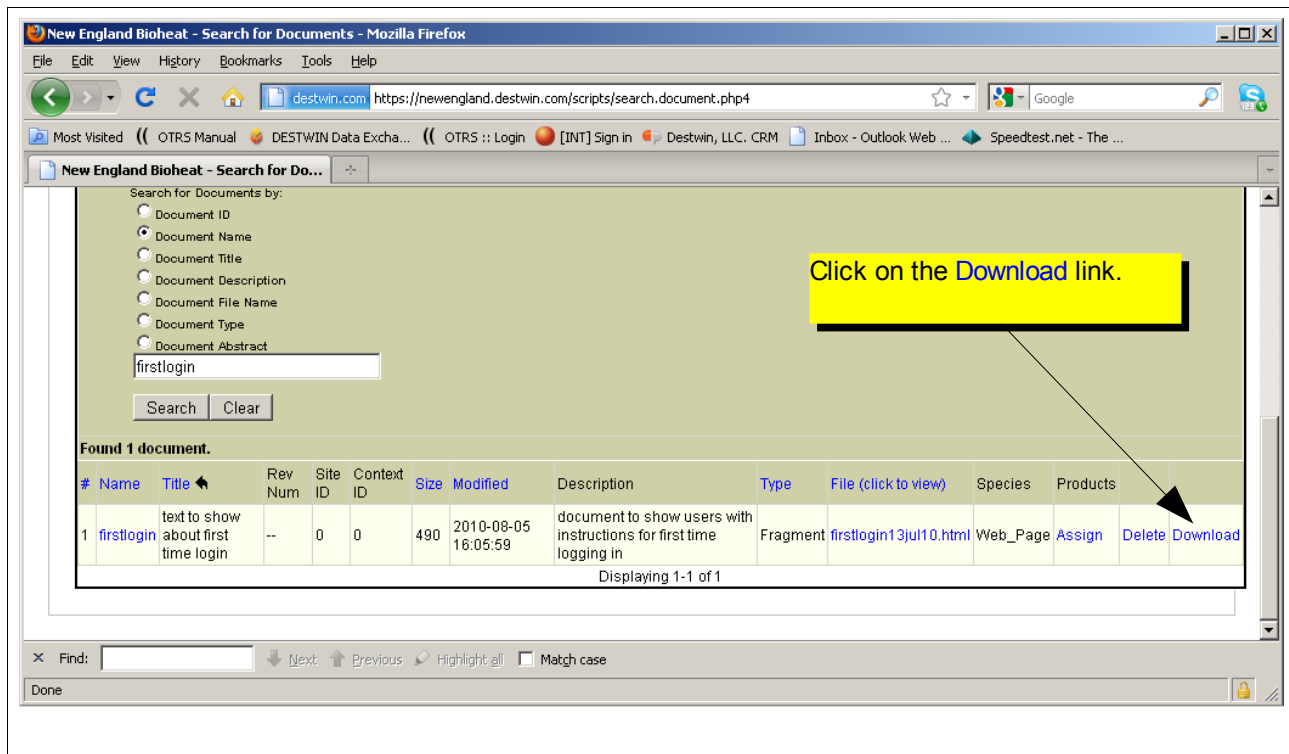 New England Bioheat - Search for Documents - Mozilla Firefox
File Edit View History Bookmarks Tools Help
destwin.com https://newengland.destwin.com/scripts/search.document.php4 Google
Most Visited OTRS Manual DESTWIN Data Excha... OTRS :: Login [INT] Sign in Destwin, LLC. CRM Inbox - Outlook Web ... Speedtest.net - The ...
New England Bioheat - Search for Do...
Search for Documents by:
Document ID
Document Name
Document Title
Document Description
Document File Name
Document Type
Document Abstract
firstlogin
Search Clear
Click on the Download link.
Found 1 document.
# Name Title Rev Num Site ID Context ID Size Modified Description Type File (click to view) Species Products
1 firstlogin text to show about first time login -- 0 0 490 2010-08-05 16:05:59 document to show users with instructions for first time logging in Fragment firstlogin13jul10.html Web_Page Assign Delete Download
Displaying 1-1 of 1
Find: Next Previous Highlight all Match case
Done